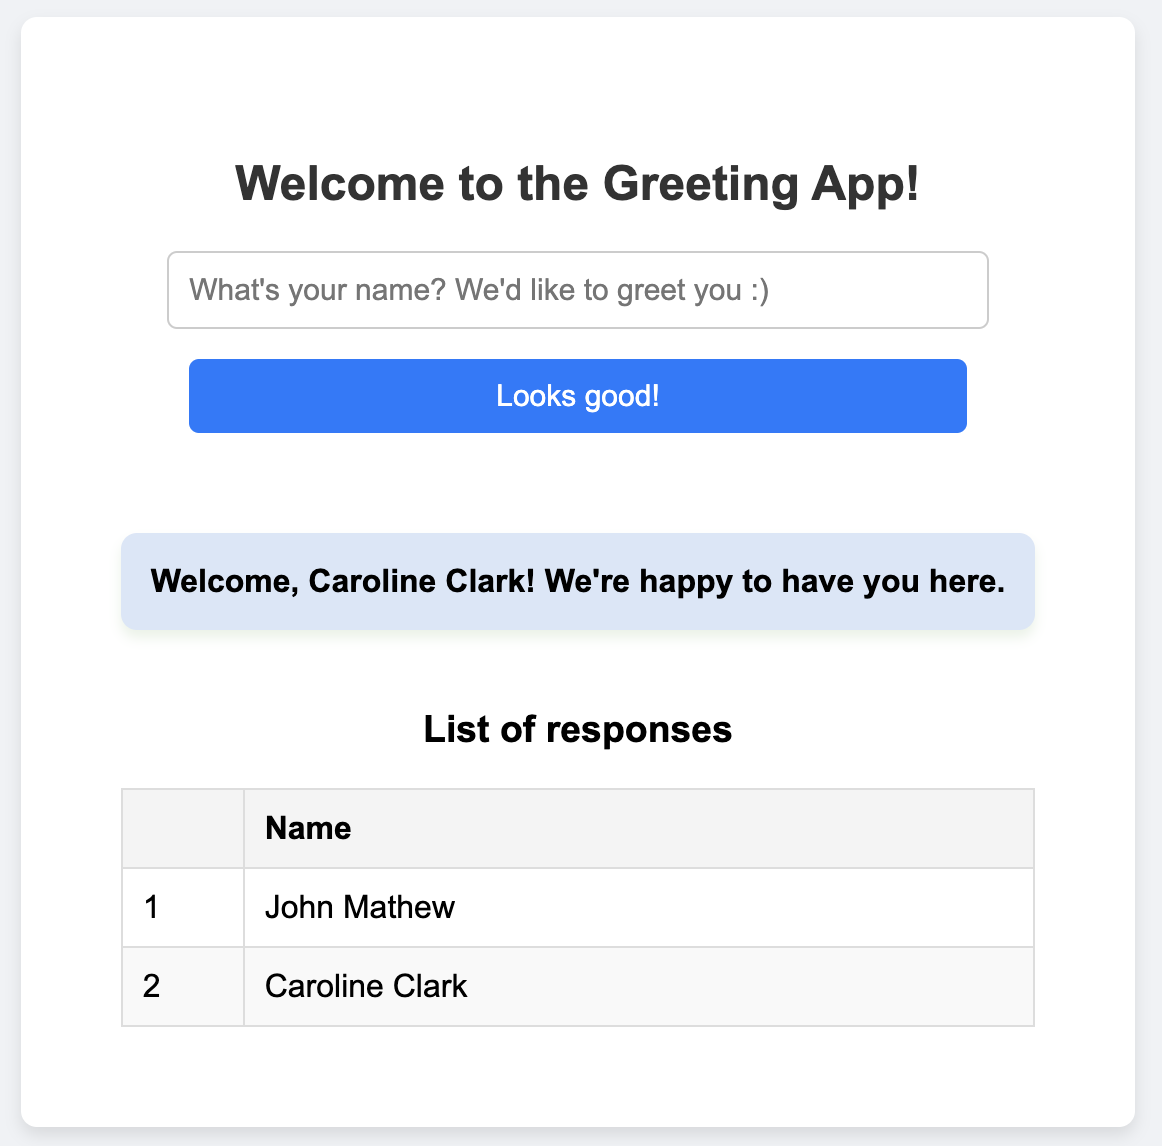 Welcome to the Greeting App!
What's your name? We'd like to greet you :)
Looks good!
Welcome, Caroline Clark! We're happy to have you here.
List of responses
Name
1 John Mathew
2 Caroline Clark